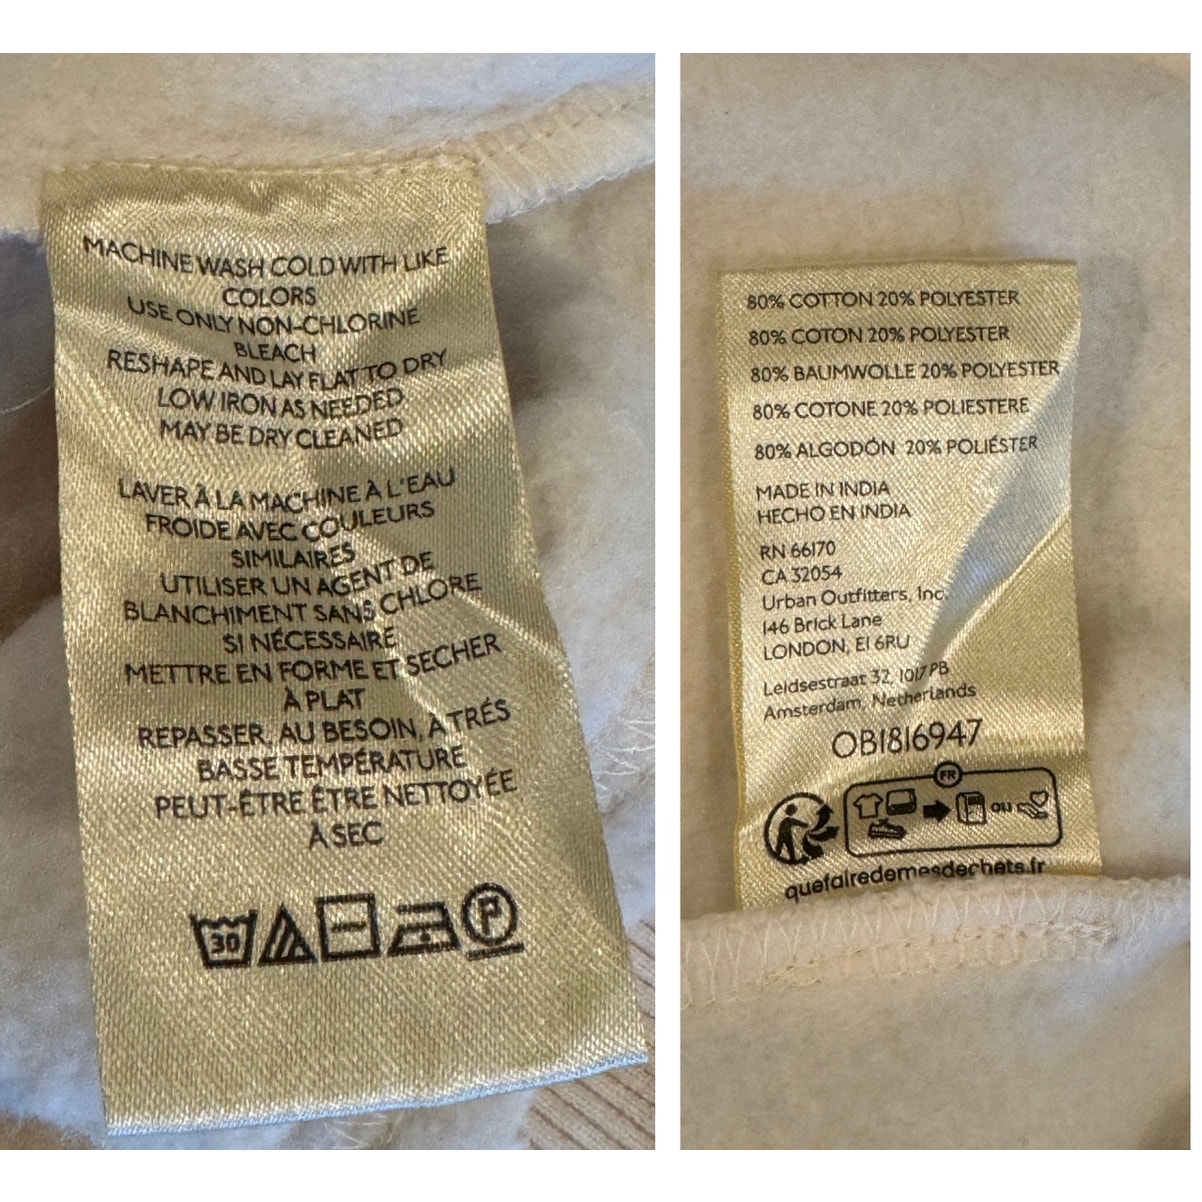 MACHINE WASH COLD WITH LIKE
COLORS
USE ONLY NON-CHLORINE
BLEACH
RESHAPE AND LAY FLAT TO DRY
LOW IRON AS NEEDED
MAY BE DRY CLEANED
LAVER À LA MACHINE À L'EAU
FROIDE AVEC COULEURS
SIMILAIRES
UTILISER UN AGENT DE
BLANCHIMENT SANS CHLORE
SI NÉCESSAIRE
METTRE EN FORME ET SECHER
À PLAT
REPASSER, AU BESOIN, À TRÉS
BASSE TEMPÉRATURE
PEUT-ÊTRE ÊTRE NETTOYÉE
À SEC
30
P
80% COTTON 20% POLYESTER
80% COTON 20% POLYESTER
80% BAUMWOLLE 20% POLYESTER
80% COTONE 20% POLIESTERE
80% ALGODÓN 20% POLIÉSTER
MADE IN INDIA
HECHO EN INDIA
RN 66170
CA 32054
Urban Outfitters, Inc.
146 Brick Lane
LONDON, E1 6RU
Leidsestraat 32, 1017 PB
Amsterdam, Netherlands
OB1816947
FR
ou
quefairedemesdechets.fr